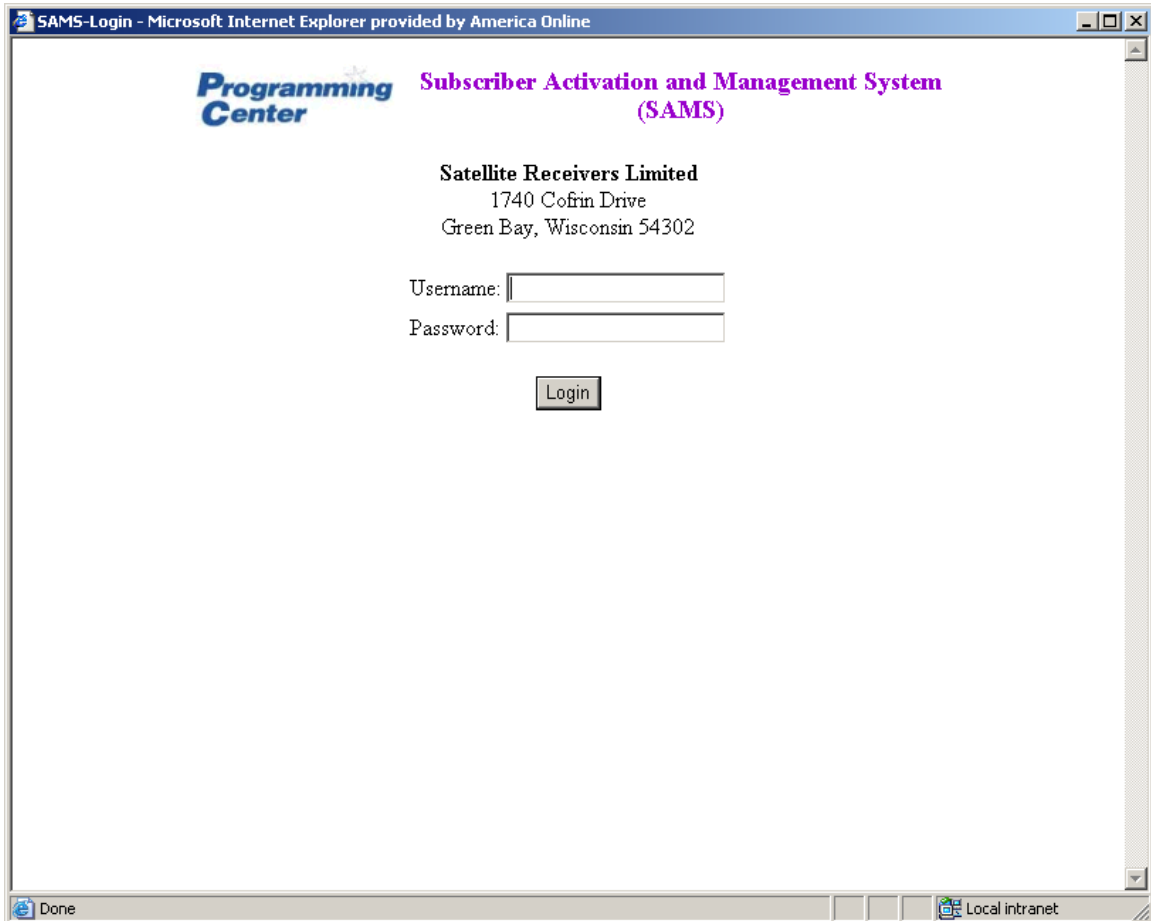 SAMS-Login - Microsoft Internet Explorer provided by America Online
Programming
Center
Subscriber Activation and Management System
(SAMS)
Satellite Receivers Limited
1740 Cofrin Drive
Green Bay, Wisconsin 54302
Username:
Password:
Login
Done
Local intranet